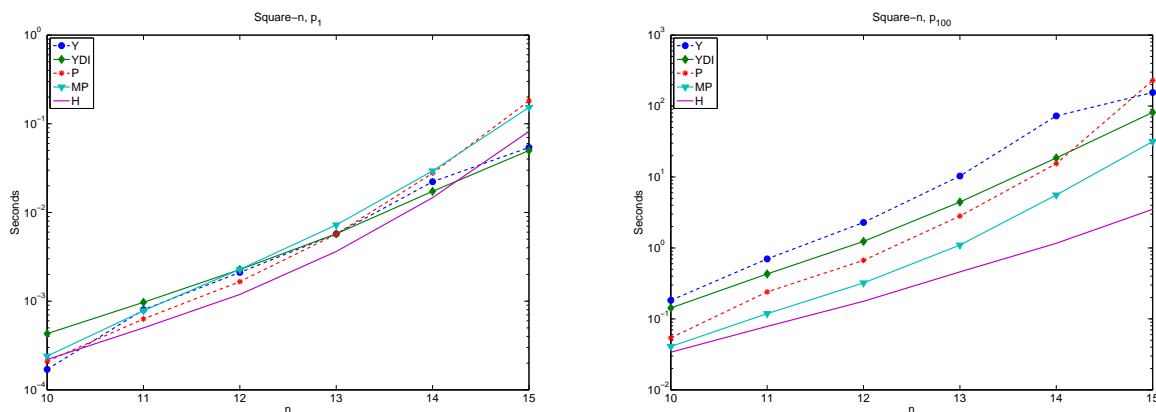 Square−n, p1
10^0
10^−1
10^−2
10^−3
10^−4
Seconds
Y
YDI
P
MP
H
10 11 12 13 14 15
n
Square−n, p100
10^3
10^2
10^1
10^0
10^−1
10^−2
Seconds
Y
YDI
P
MP
H
10 11 12 13 14 15
n